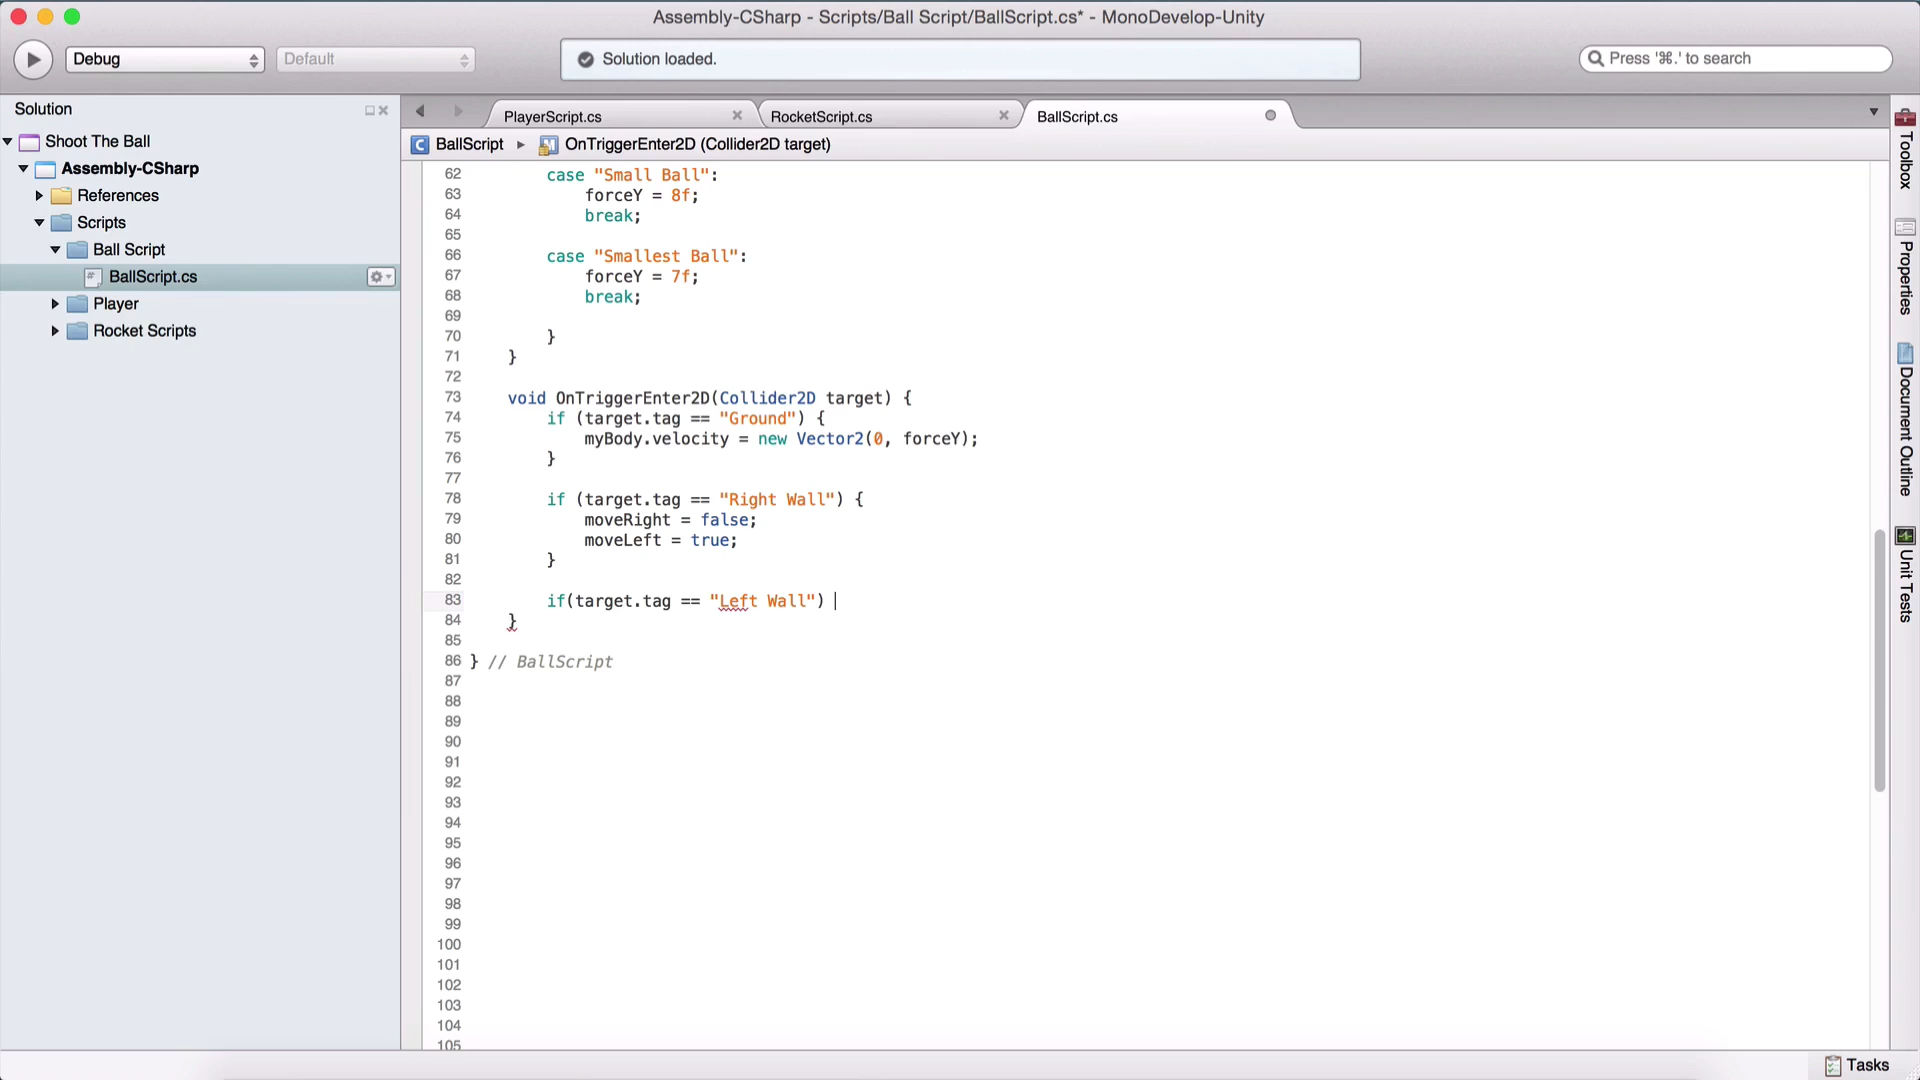 Assembly-CSharp - Scripts/Ball Script/BallScript.cs* - MonoDevelop-Unity
Debug
Default
Solution loaded.
Press '⌘.' to search
Solution
Shoot The Ball
Assembly-CSharp
References
Scripts
Ball Script
BallScript.cs
Player
Rocket Scripts
PlayerScript.cs
RocketScript.cs
BallScript.cs
C BallScript ▸ OnTriggerEnter2D (Collider2D target)
62 case "Small Ball":
63 forceY = 8f;
64 break;
65
66 case "Smallest Ball":
67 forceY = 7f;
68 break;
69
70 }
71 }
72
73 void OnTriggerEnter2D(Collider2D target) {
74 if (target.tag == "Ground") {
75 myBody.velocity = new Vector2(0, forceY);
76 }
77
78 if (target.tag == "Right Wall") {
79 moveRight = false;
80 moveLeft = true;
81 }
82
83 if(target.tag == "Left Wall")
84 }
85
86 } // BallScript
87
88
89
90
91
92
93
94
95
96
97
98
99
100
101
102
103
104
105
Toolbox
Properties
Document Outline
Unit Tests
Tasks